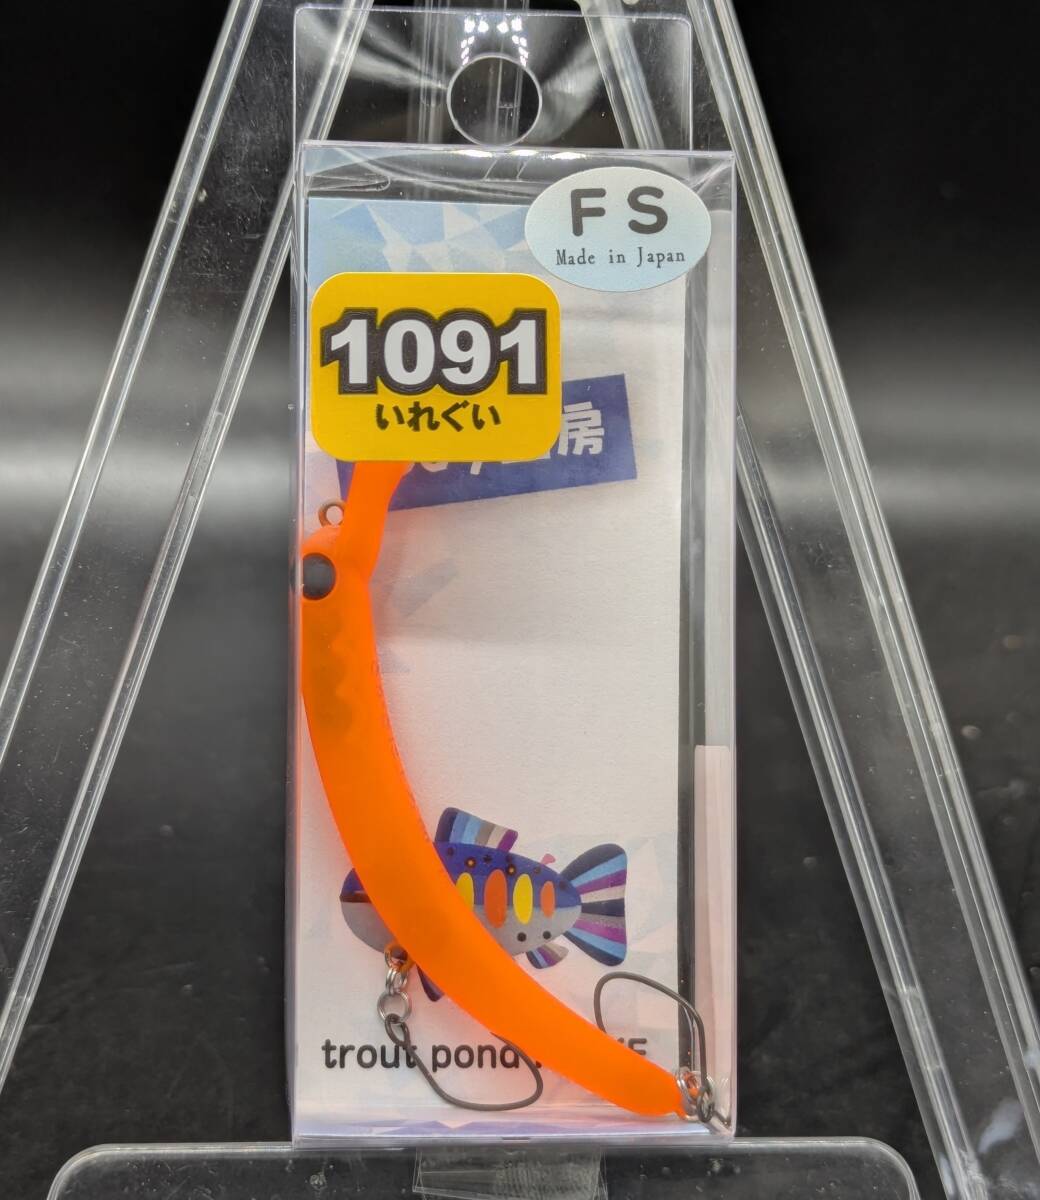 FS
Made in Japan
1091
いれぐい
房
trout pond